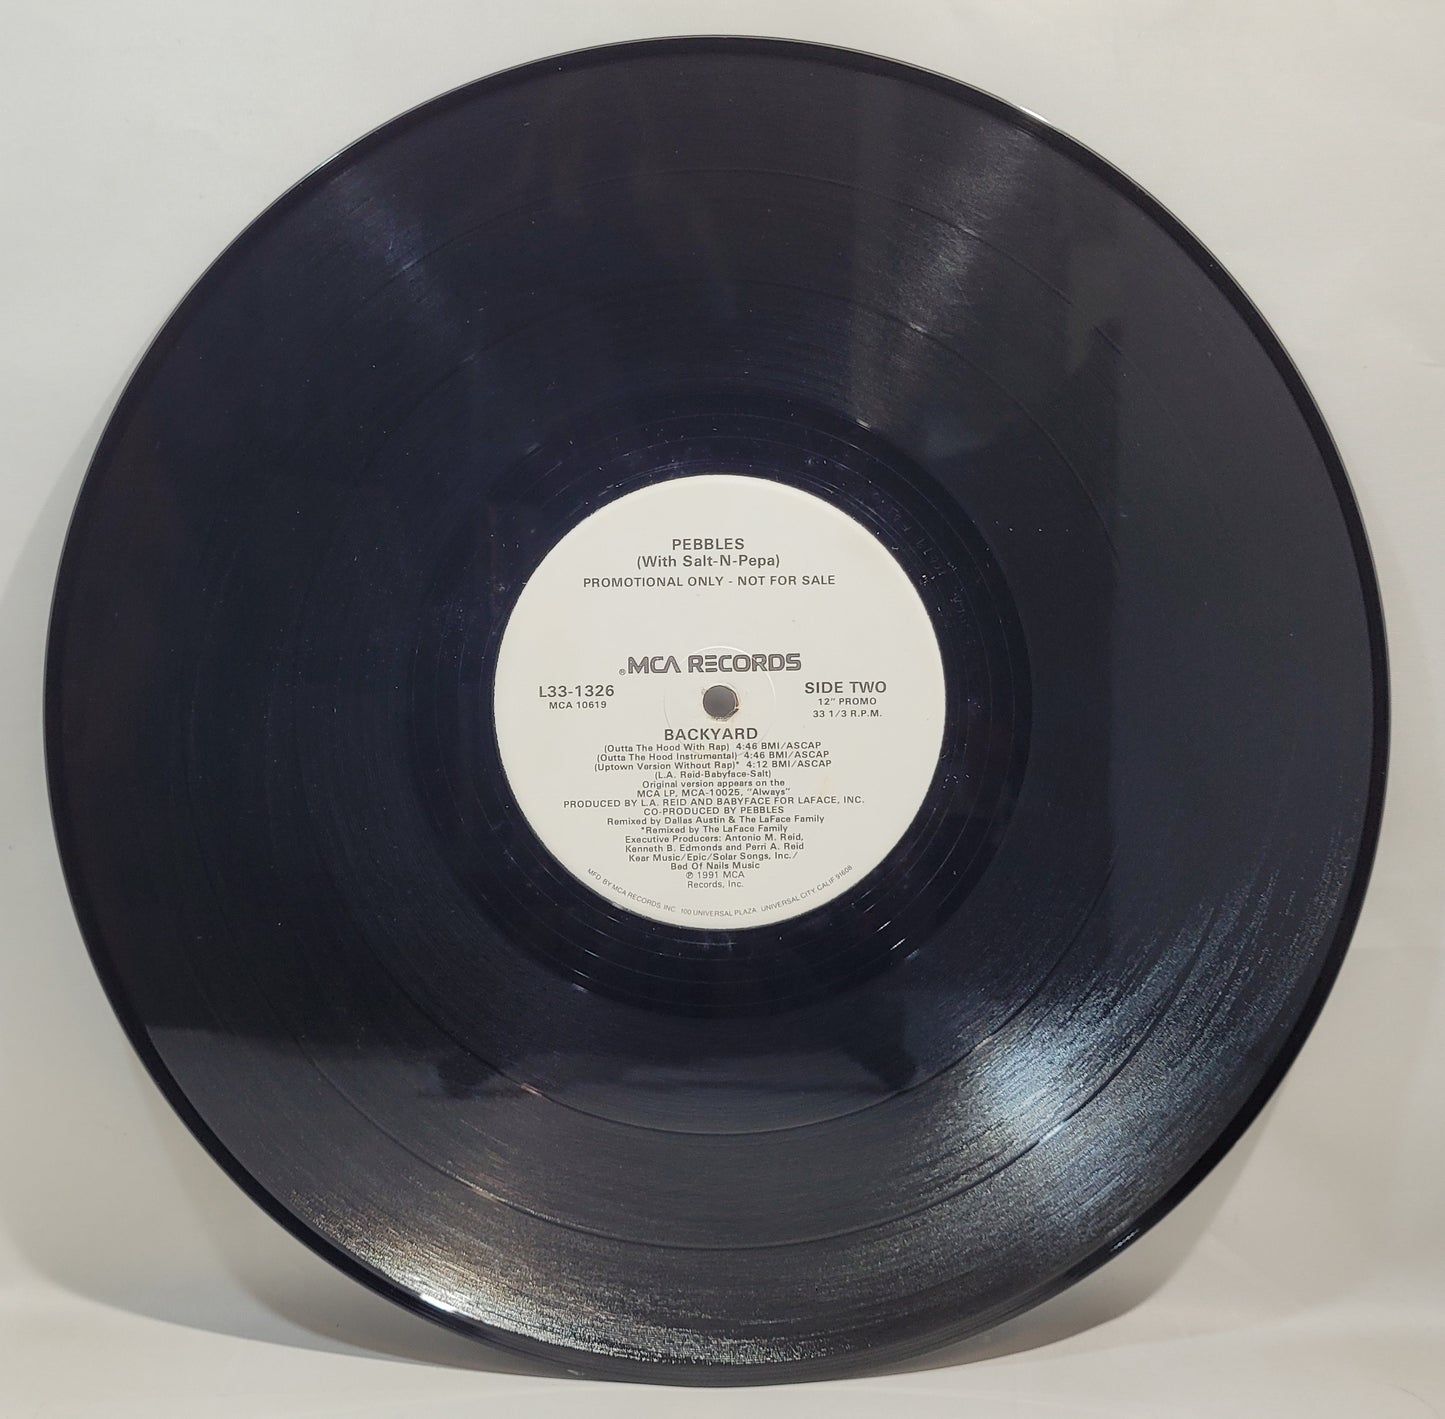 PEBBLES
(With Salt-N-Pepa)
PROMOTIONAL ONLY - NOT FOR SALE
®MCA RECORDS
L33-1326
MCA 10619
SIDE TWO
12" PROMO
33 1/3 R.P.M.
BACKYARD
(Outta The Hood With Rap) 4:46 BMI/ASCAP
(Outta The Hood Instrumental) 4:46 BMI/ASCAP
(Uptown Version Without Rap)* 4:12 BMI/ASCAP
(L.A. Reid-Babyface-Salt)
Original version appears on the
MCA LP, MCA-10025, "Always"
PRODUCED BY L.A. REID AND BABYFACE FOR LAFACE, INC.
CO-PRODUCED BY PEBBLES
Remixed by Dallas Austin & The LaFace Family
*Remixed by The LaFace Family
Executive Producers: Antonio M. Reid,
Kenneth B. Edmonds and Perri A. Reid
Kear Music/Epic/Solar Songs, Inc./
Bed Of Nails Music
℗ 1991 MCA
Records, Inc.
MFD BY MCA RECORDS, INC. 100 UNIVERSAL PLAZA UNIVERSAL CITY, CALIF 91608